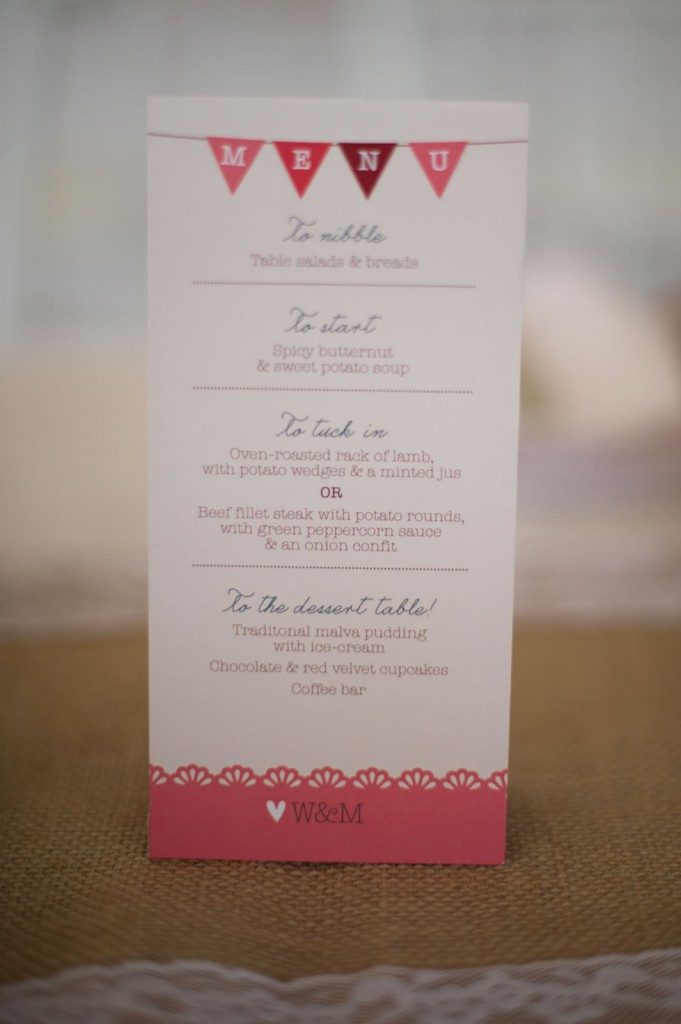 MENU
To nibble
Table salads & breads
To start
Spicy butternut
& sweet potato soup
To tuck in
Oven-roasted rack of lamb,
with potato wedges & a minted jus
OR
Beef fillet steak with potato rounds,
with green peppercorn sauce
& an onion confit
To the dessert table!
Traditonal malva pudding
with ice-cream
Chocolate & red velvet cupcakes
Coffee bar
W&M